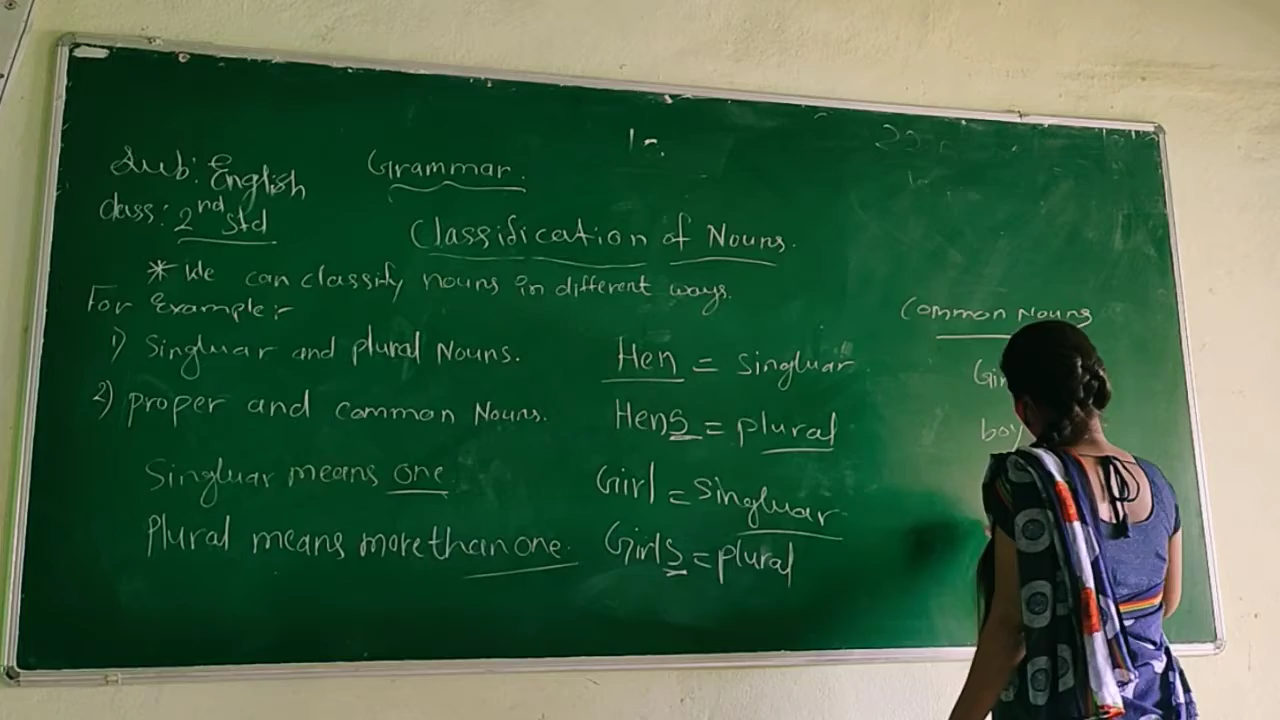 Sub: English
Grammar.
Class: 2nd std
Classification of Nouns.
* We can classify nouns in different ways.
For Example:-
1) Singluar and plural Nouns.
2) proper and common Nouns.
Singluar means one.
Plural means more than one.
Hen = singluar
Hens = plural
Girl = singluar
Girls = plural
Common Nouns
boy